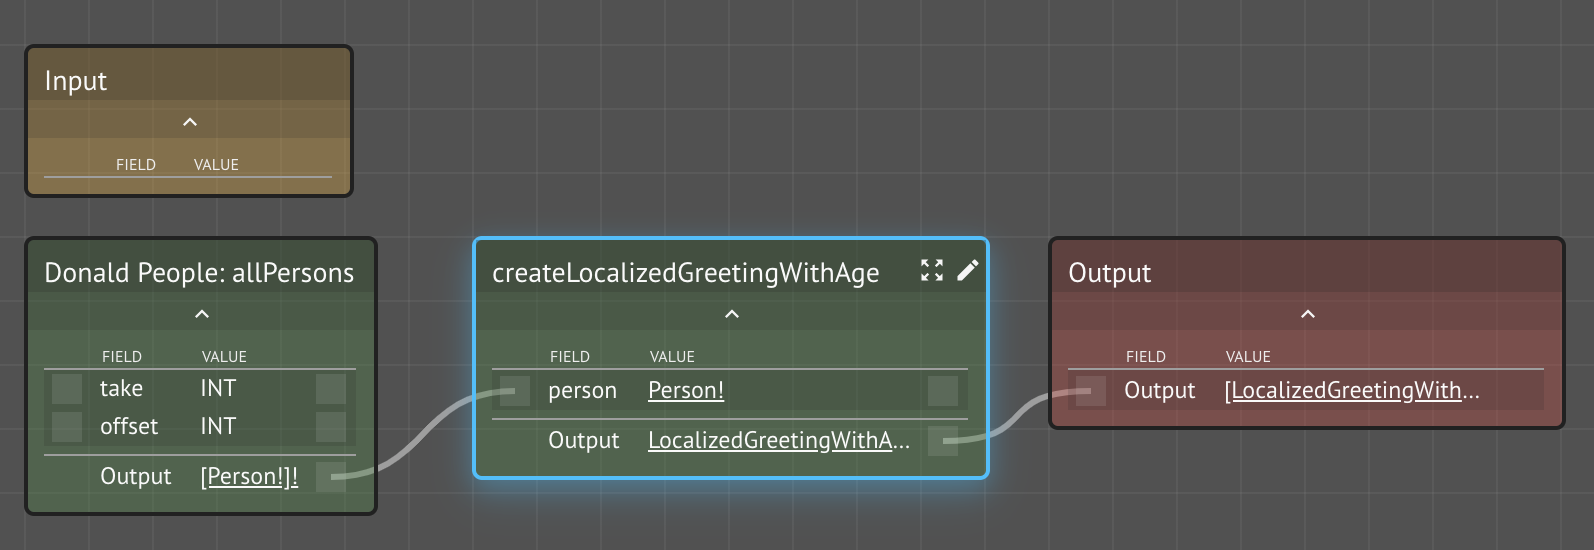 Input
FIELD VALUE
Donald People: allPersons
FIELD VALUE
take INT
offset INT
Output [Person!]!
createLocalizedGreetingWithAge
FIELD VALUE
person Person!
Output LocalizedGreetingWithA...
Output
FIELD VALUE
Output [LocalizedGreetingWith...